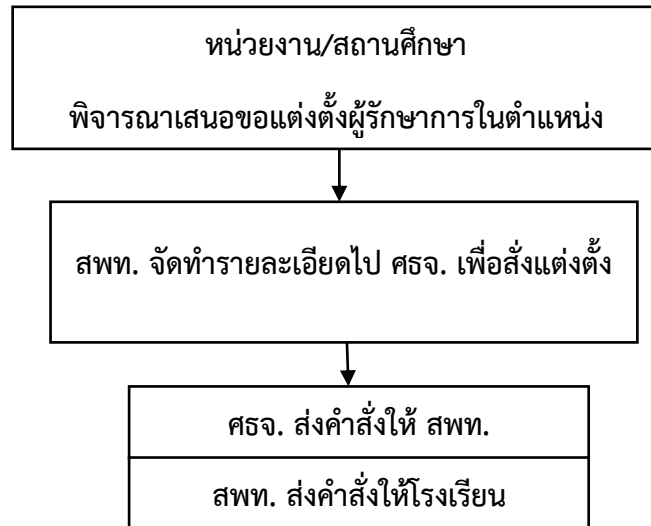 หน่วยงาน/สถานศึกษา
พิจารณาเสนอขอแต่งตั้งผู้รักษาการในตำแหน่ง
สพท. จัดทำรายละเอียดไป ศธจ. เพื่อสั่งแต่งตั้ง
ศธจ. ส่งคำสั่งให้ สพท.
สพท. ส่งคำสั่งให้โรงเรียน